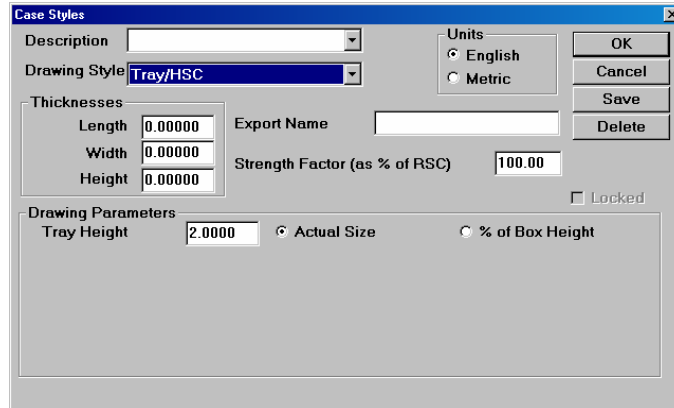 Case Styles
Description
Drawing Style Tray/HSC
Units
English
Metric
OK
Cancel
Save
Delete
Thicknesses
Length 0.00000
Width 0.00000
Height 0.00000
Export Name
Strength Factor (as % of RSC) 100.00
Locked
Drawing Parameters
Tray Height 2.0000 Actual Size % of Box Height